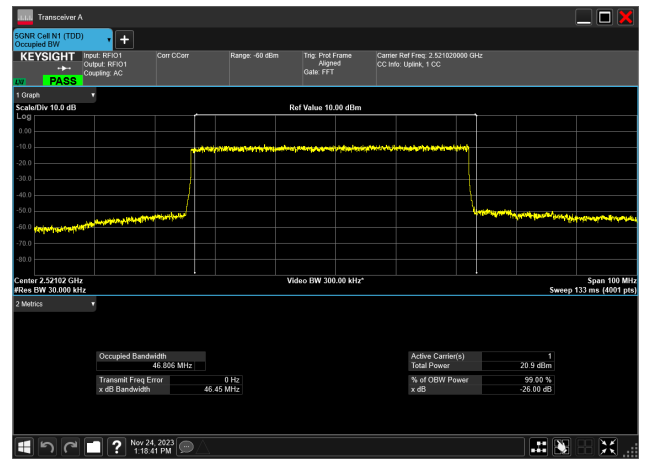 Transceiver A
5GNR Cell N1 (TDD)
Occupied BW
KEYSIGHT
LW
PASS
Input: RFIO1
Output: RFIO1
Coupling: AC
Corr CCorr
Range: -60 dBm
Trig: Prot Frame
Aligned
Gate: FFT
Carrier Ref Freq: 2.521020000 GHz
CC Info: Uplink, 1 CC
1 Graph
Scale/Div 10.0 dB
Ref Value 10.00 dBm
Log
0.00
-10.0
-20.0
-30.0
-40.0
-50.0
-60.0
-70.0
-80.0
Center 2.52102 GHz
Video BW 300.00 kHz*
Span 100 MHz
#Res BW 30.000 kHz
Sweep 133 ms (4001 pts)
2 Metrics
Occupied Bandwidth
46.806 MHz
Active Carrier(s) 1
Total Power 20.9 dBm
Transmit Freq Error 0 Hz
x dB Bandwidth 46.45 MHz
% of OBW Power 99.00 %
x dB -26.00 dB
Nov 24, 2023
1:18:41 PM